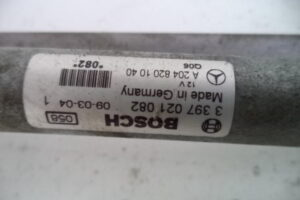 BOSCH
3 397 021 082
058
09-03-04 1
Made in Germany
12V
A 204 820 10 40
Q06
*082*